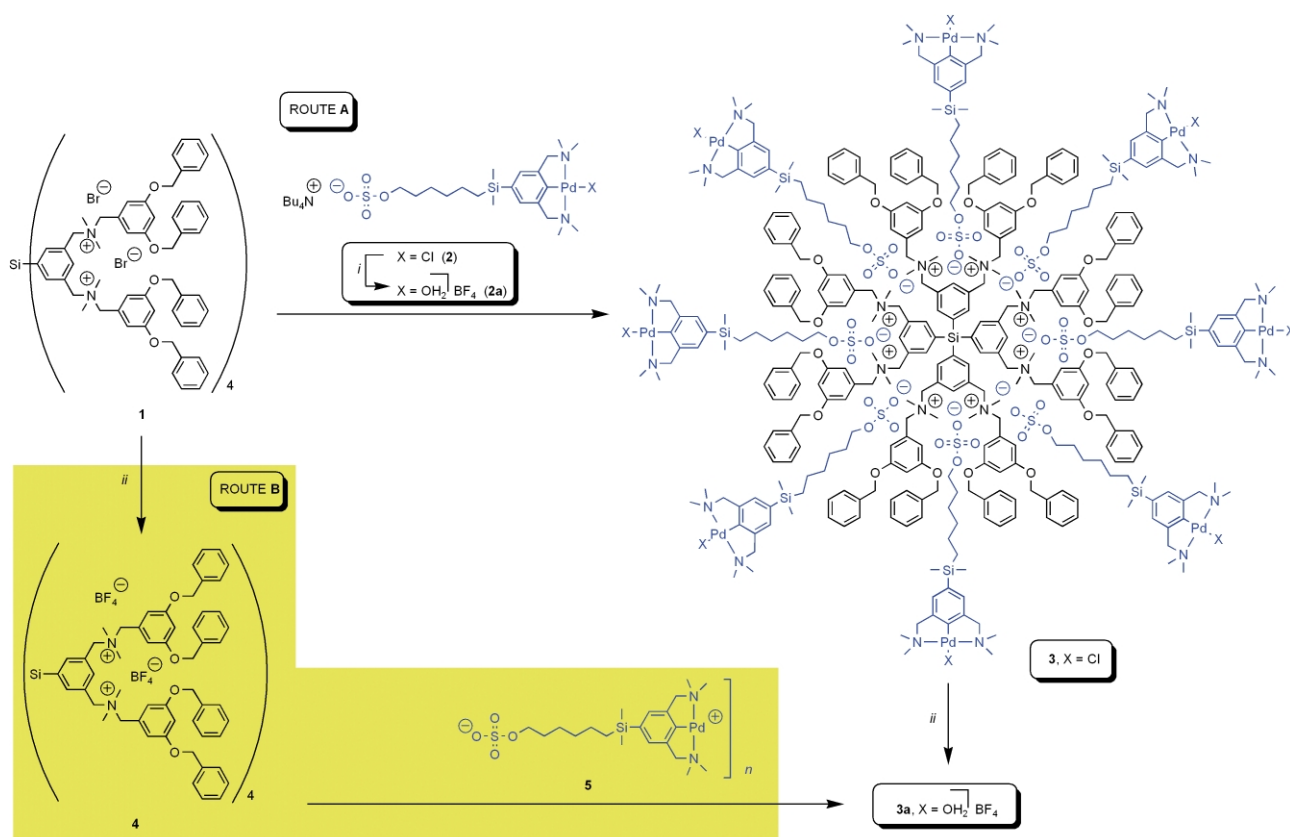 ROUTE A
Br⊖
Br⊖
Si
4
1
Bu₄N⊕
X = Cl (2)
i
X = OH₂⏋ BF₄ (2a)
ii
ROUTE B
BF₄⊖
BF₄⊖
Si
4
4
5
n
3, X = Cl
ii
3a, X = OH₂⏋ BF₄